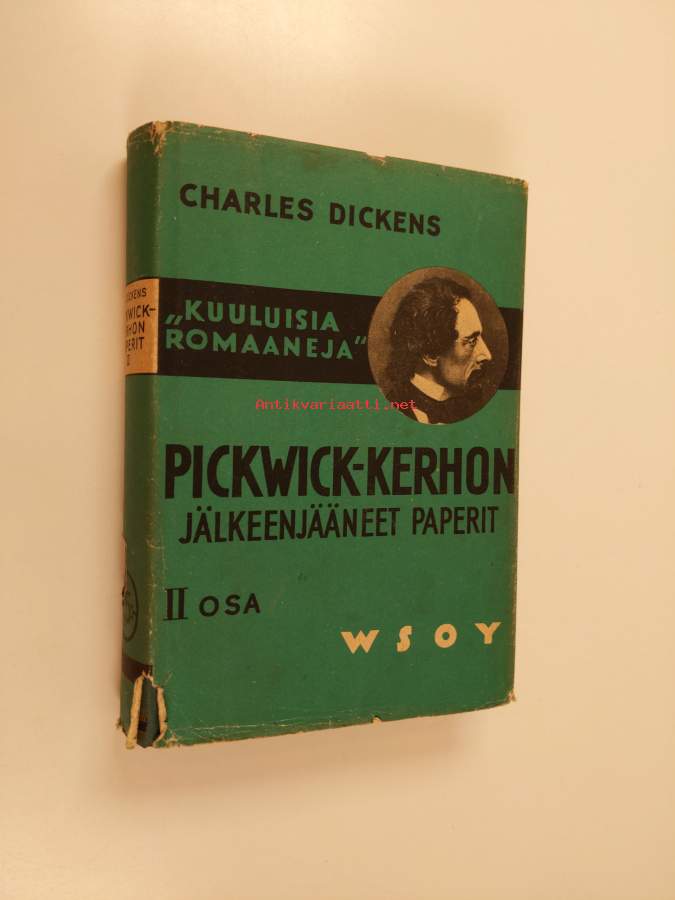 CHARLES DICKENS
„KUULUISIA
ROMAANEJA"
Antikvariaatti.net
PICKWICK-KERHON
JÄLKEENJÄÄNEET PAPERIT
II OSA
WSOY